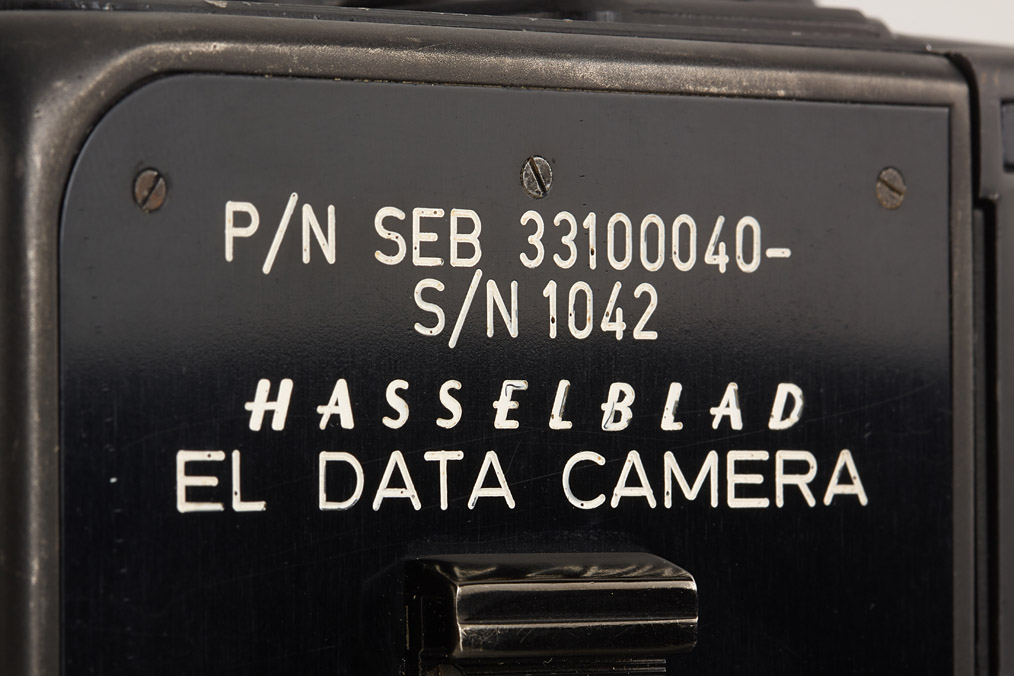 P/N SEB 33100040-
S/N 1042
HASSELBLAD
EL DATA CAMERA